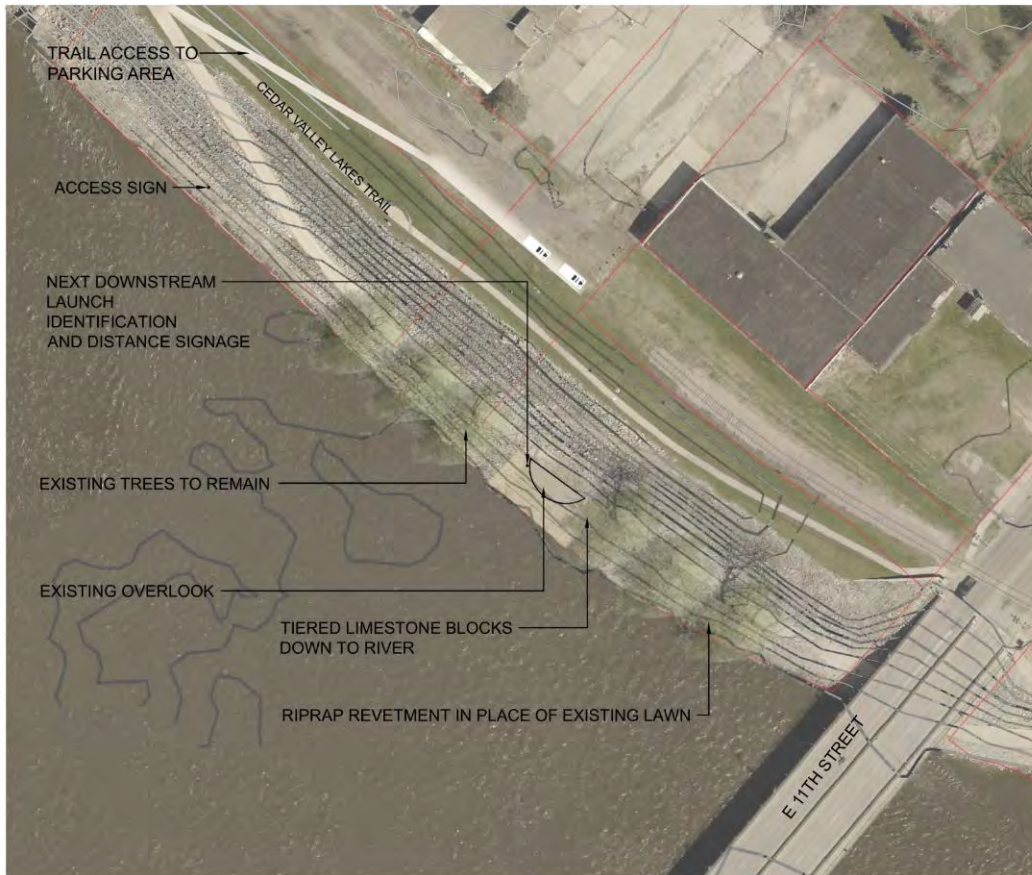 TRAIL ACCESS TO
PARKING AREA
CEDAR VALLEY LAKES TRAIL
ACCESS SIGN
NEXT DOWNSTREAM
LAUNCH
IDENTIFICATION
AND DISTANCE SIGNAGE
EXISTING TREES TO REMAIN
EXISTING OVERLOOK
TIERED LIMESTONE BLOCKS
DOWN TO RIVER
RIPRAP REVETMENT IN PLACE OF EXISTING LAWN
E 11TH STREET